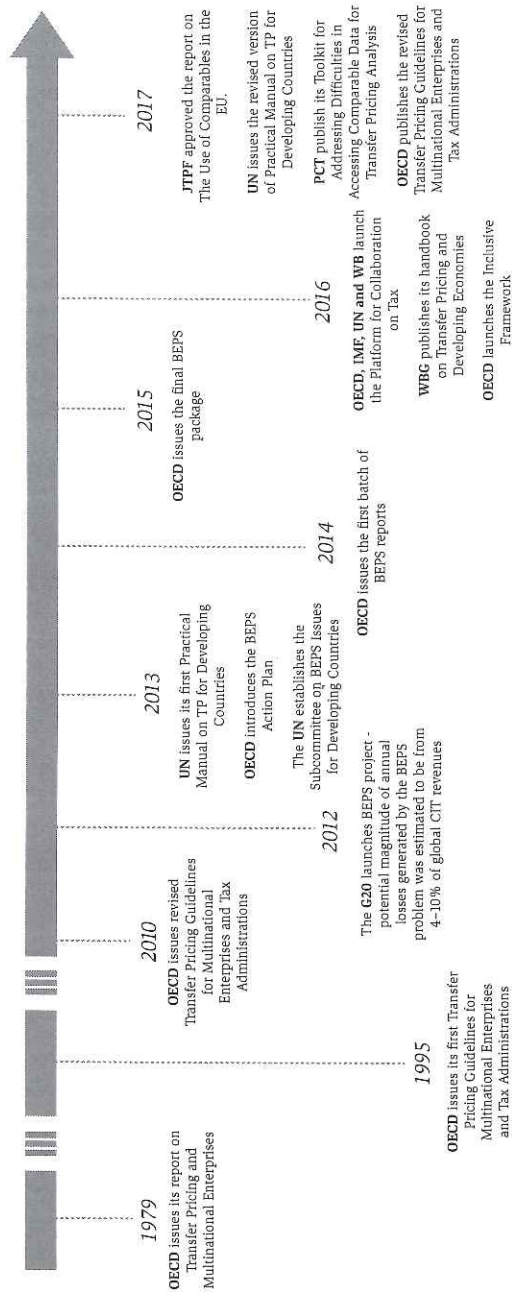 1979
OECD issues its report on
Transfer Pricing and
Multinational Enterprises
1995
OECD issues its first Transfer
Pricing Guidelines for
Multinational Enterprises
and Tax Administrations
2010
OECD issues revised
Transfer Pricing Guidelines
for Multinational
Enterprises and Tax
Administrations
2012
The G20 launches BEPS project -
potential magnitude of annual
losses generated by the BEPS
problem was estimated to be from
4–10% of global CIT revenues
2013
UN issues its first Practical
Manual on TP for Developing
Countries
OECD introduces the BEPS
Action Plan
The UN establishes the
Subcommittee on BEPS Issues
for Developing Countries
2014
OECD issues the first batch of
BEPS reports
2015
OECD issues the final BEPS
package
2016
OECD, IMF, UN and WB launch
the Platform for Collaboration
on Tax
WBG publishes its handbook
on Transfer Pricing and
Developing Economies
OECD launches the Inclusive
Framework
2017
JTPF approved the report on
The Use of Comparables in the
EU.
UN issues the revised version
of Practical Manual on TP for
Developing Countries
PCT publish its Toolkit for
Addressing Difficulties in
Accessing Comparable Data for
Transfer Pricing Analysis
OECD publishes the revised
Transfer Pricing Guidelines for
Multinational Enterprises and
Tax Administrations